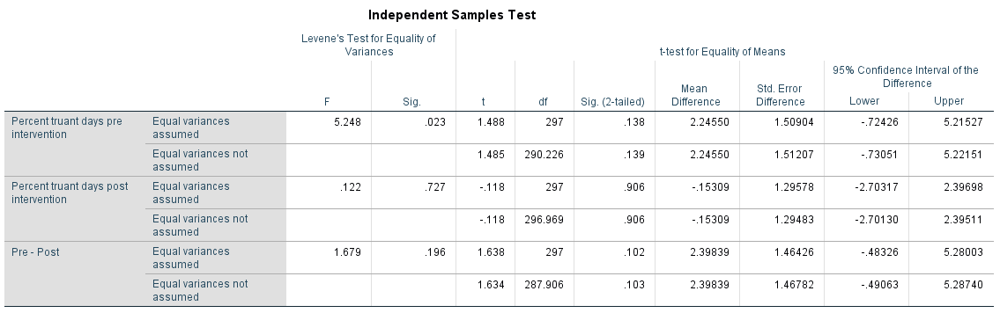 Independent Samples Test
Levene's Test for Equality of
Variances
t-test for Equality of Means
95% Confidence Interval of the
Difference
F Sig. t df Sig. (2-tailed) Mean Difference Std. Error Difference Lower Upper
Percent truant days pre intervention Equal variances assumed 5.248 .023 1.488 297 .138 2.24550 1.50904 -.72426 5.21527
Equal variances not assumed 1.485 290.226 .139 2.24550 1.51207 -.73051 5.22151
Percent truant days post intervention Equal variances assumed .122 .727 -.118 297 .906 -.15309 1.29578 -2.70317 2.39698
Equal variances not assumed -.118 296.969 .906 -.15309 1.29483 -2.70130 2.39511
Pre - Post Equal variances assumed 1.679 .196 1.638 297 .102 2.39839 1.46426 -.48326 5.28003
Equal variances not assumed 1.634 287.906 .103 2.39839 1.46782 -.49063 5.28740